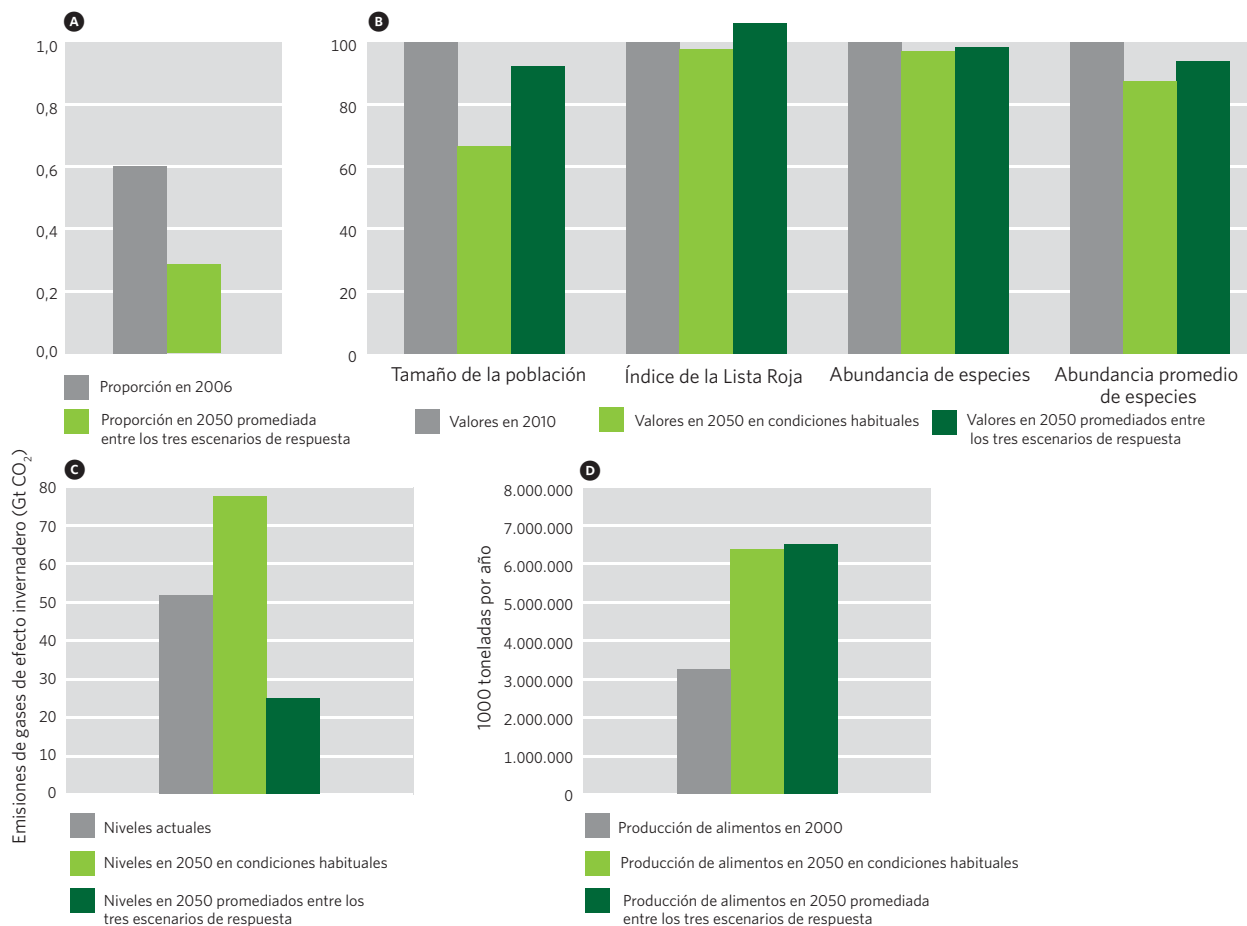 A
1,0
0,8
0,6
0,4
0,2
0,0
Proporción en 2006
Proporción en 2050 promediada
entre los tres escenarios de respuesta
B
100
80
60
40
20
0
Tamaño de la población
Índice de la Lista Roja
Abundancia de especies
Abundancia promedio
de especies
Valores en 2010
Valores en 2050 en condiciones habituales
Valores en 2050 promediados entre
los tres escenarios de respuesta
C
Emisiones de gases de efecto invernadero (Gt CO₂)
80
70
60
50
40
30
20
10
0
Niveles actuales
Niveles en 2050 en condiciones habituales
Niveles en 2050 promediados entre los
tres escenarios de respuesta
D
1000 toneladas por año
8.000.000
7.000.000
6.000.000
5.000.000
4.000.000
3.000.000
2.000.000
1.000.000
0
Producción de alimentos en 2000
Producción de alimentos en 2050 en condiciones habituales
Producción de alimentos en 2050 promediada
entre los tres escenarios de respuesta